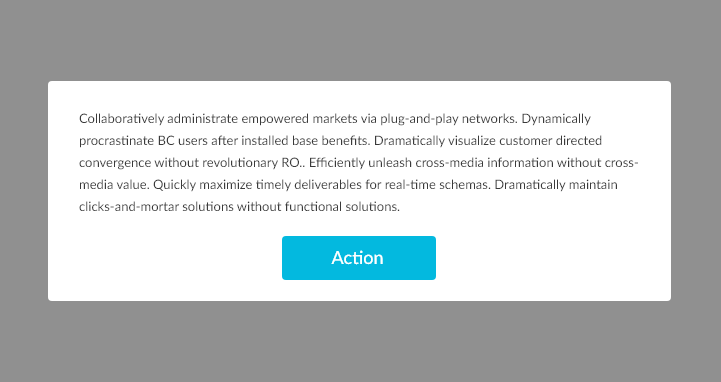 Collaboratively administrate empowered markets via plug-and-play networks. Dynamically
procrastinate BC users after installed base benefits. Dramatically visualize customer directed
convergence without revolutionary RO.. Efficiently unleash cross-media information without cross-
media value. Quickly maximize timely deliverables for real-time schemas. Dramatically maintain
clicks-and-mortar solutions without functional solutions.
Action